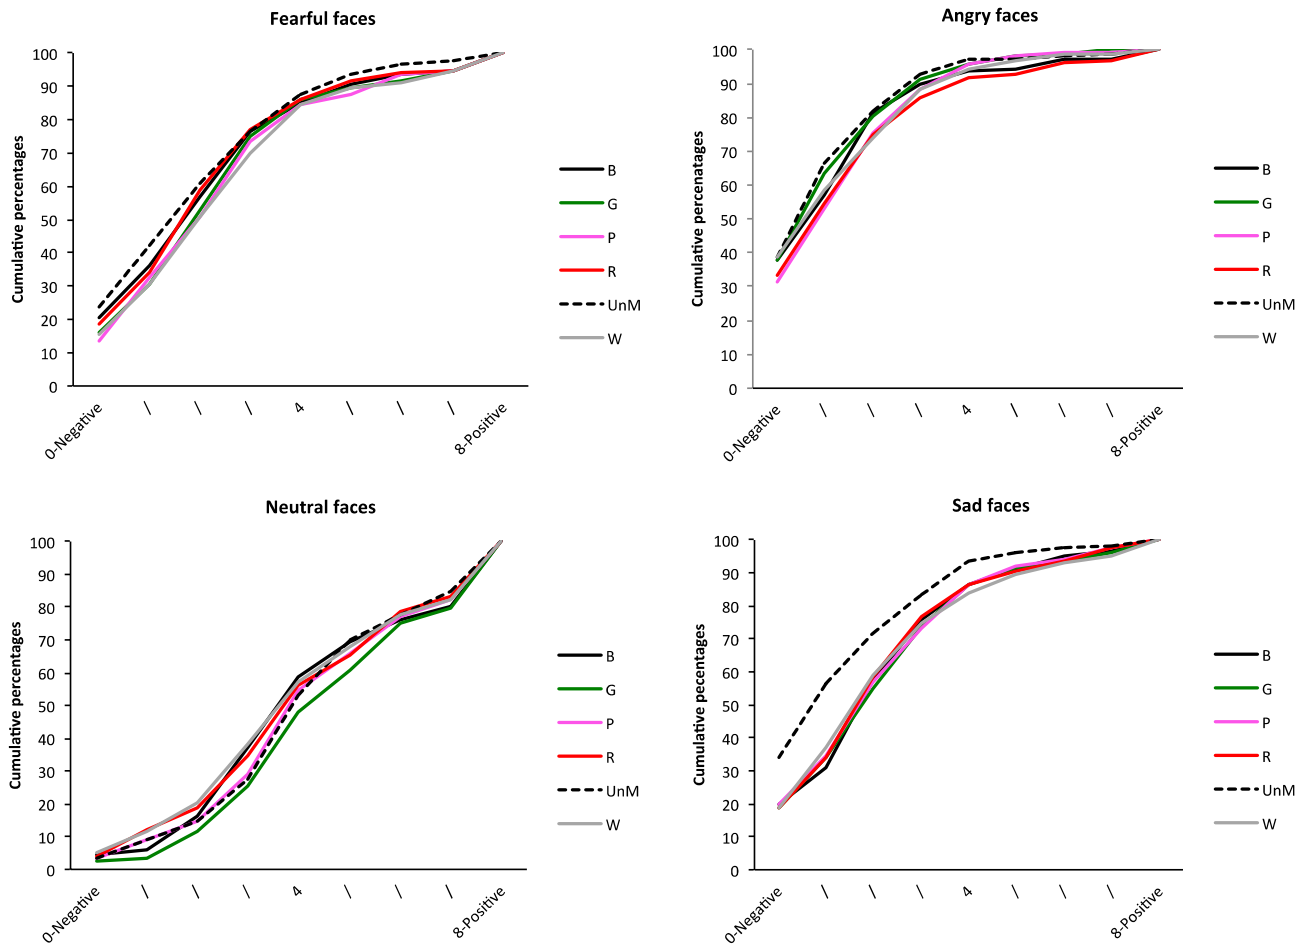 Fearful faces
Cumulative percentages
100
90
80
70
60
50
40
30
20
10
0
0-Negative
/
/
/
4
/
/
/
8-Positive
B
G
P
R
UnM
W
Angry faces
Cumulative percenatages
100
90
80
70
60
50
40
30
20
10
0
0-Negative
/
/
/
4
/
/
/
8-Positive
B
G
P
R
UnM
W
Neutral faces
Cumulative percentages
100
90
80
70
60
50
40
30
20
10
0
0-Negative
/
/
/
4
/
/
/
8-Positive
B
G
P
R
UnM
W
Sad faces
Cumulative pecentages
100
90
80
70
60
50
40
30
20
10
0
0-Negative
/
/
/
4
/
/
/
8-Positive
B
G
P
R
UnM
W